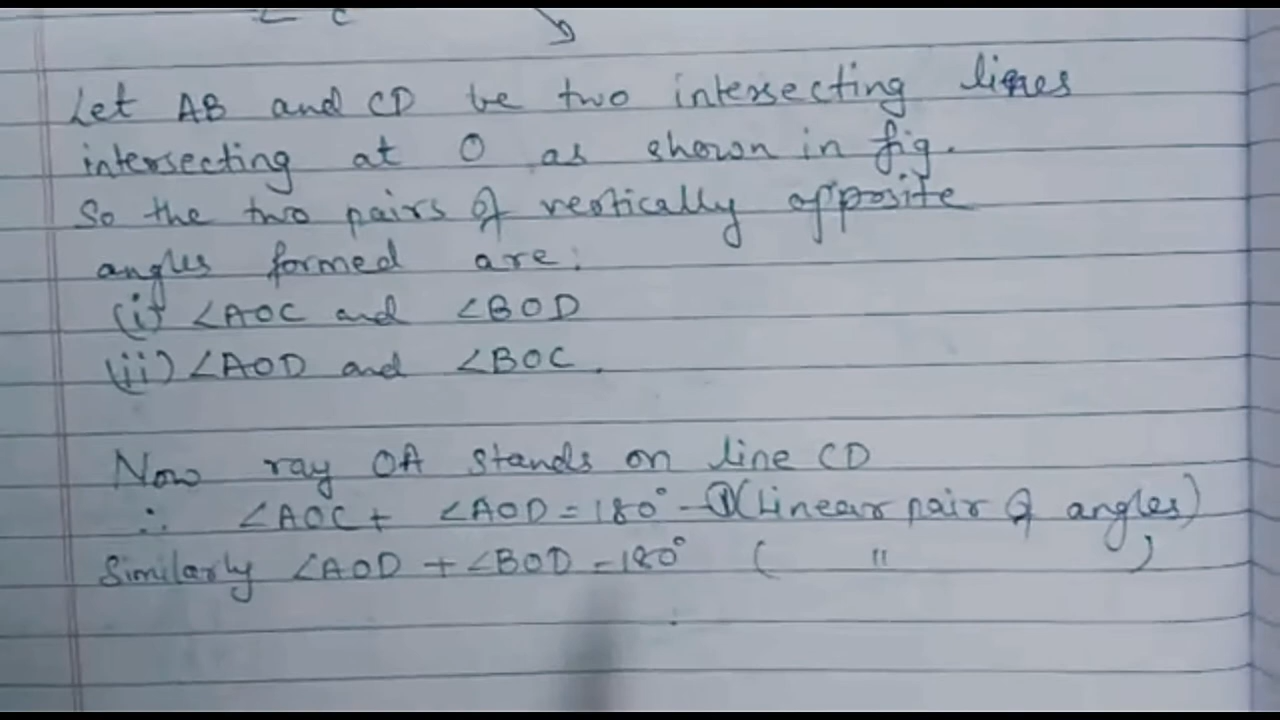 Let AB and CD be two intersecting lines
intersecting at O as shown in fig.
So the two pairs of vertically opposite
angles formed are:
(i) ∠AOC and ∠BOD
(ii) ∠AOD and ∠BOC.
Now ray OA stands on line CD
∴ ∠AOC + ∠AOD = 180° - ① (Linear pair of angles)
Similarly ∠AOD + ∠BOD = 180° ( " )